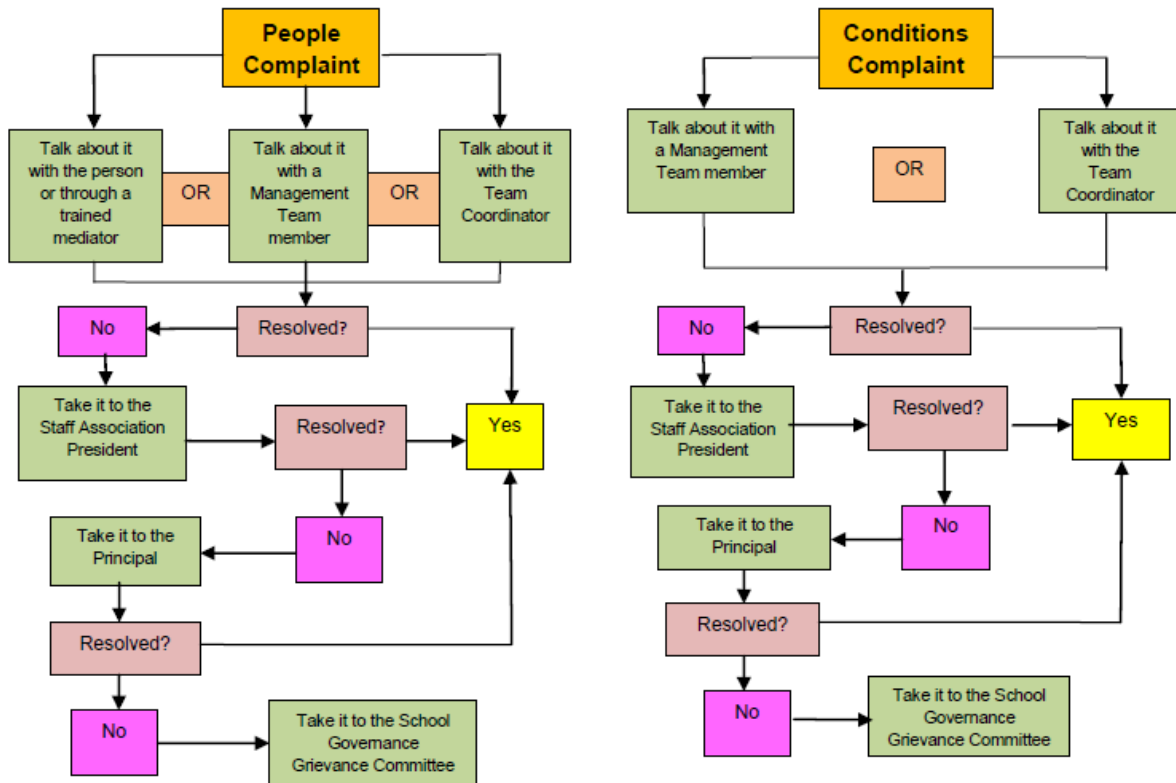 People
Complaint
Talk about it
with the person
or through a
trained
mediator
OR
Talk about it
with a
Management
Team
member
OR
Talk about it
with the
Team
Coordinator
No
Resolved?
Take it to the
Staff Association
President
Resolved?
Yes
Take it to the
Principal
No
Resolved?
No
Take it to the School
Governance
Grievance Committee
Conditions
Complaint
Talk about it with
a Management
Team member
OR
Talk about it
with the
Team
Coordinator
No
Resolved?
Take it to the
Staff Association
President
Resolved?
Yes
Take it to the
Principal
No
Resolved?
No
Take it to the School
Governance
Grievance Committee